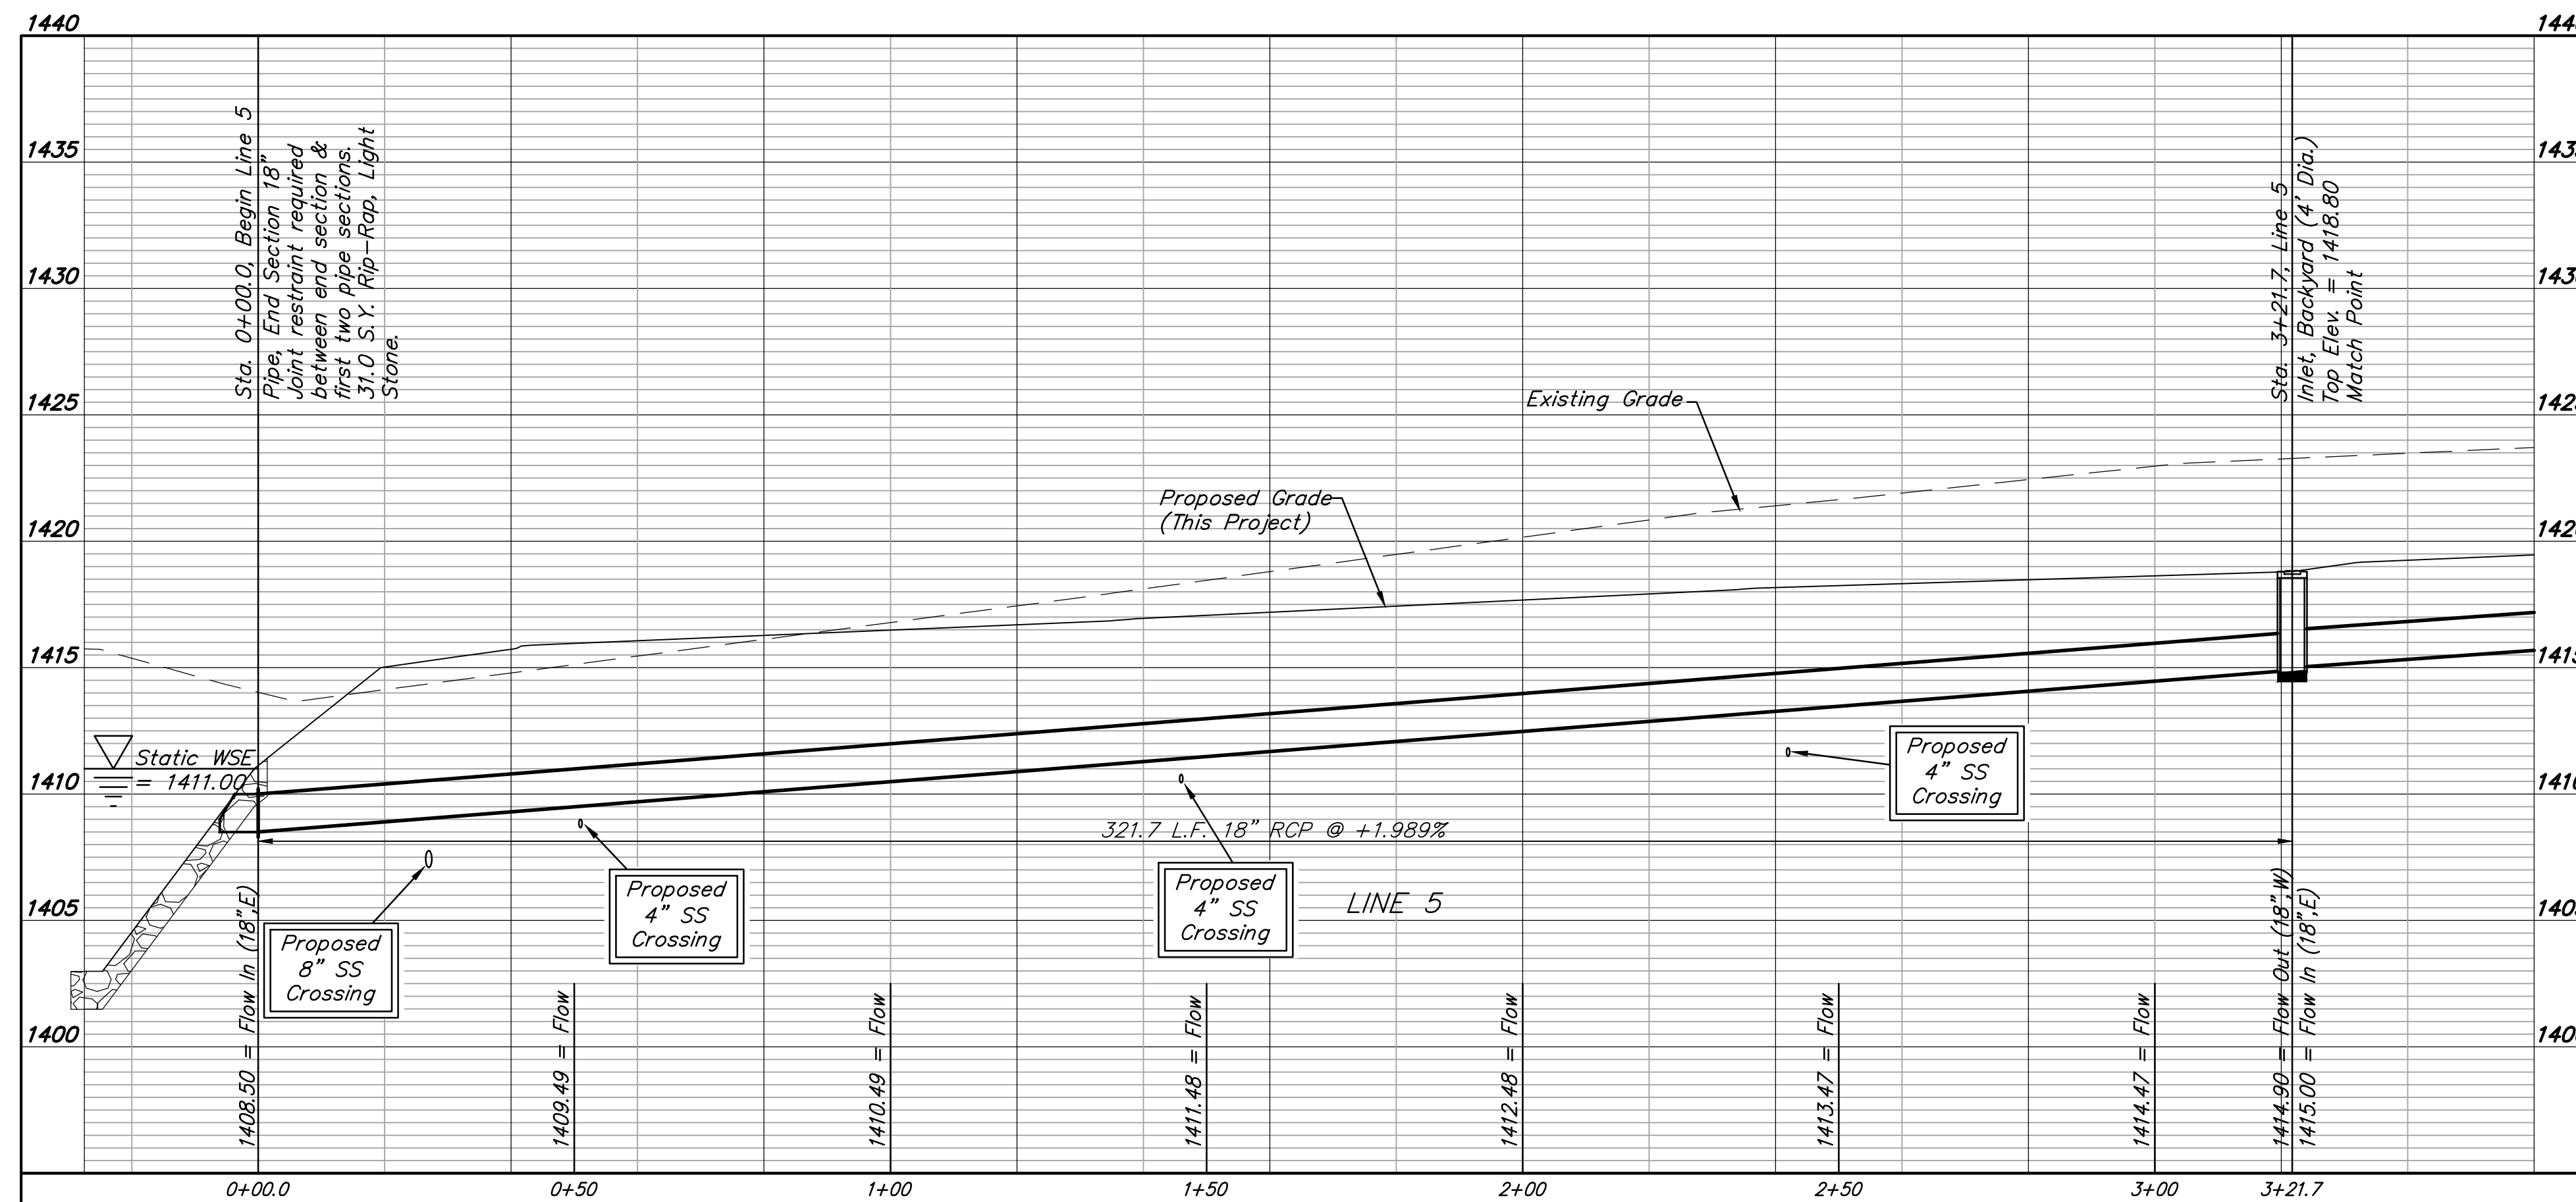 1440
1435
1430
1425
1420
1415
1410
1405
1400
Sta. 0+00.0, Begin Line 5
Pipe, End Section 18"
Joint restraint required
between end section &
first two pipe sections.
31.0 S.Y. Rip-Rap, Light
Stone.
Sta. 3+21.7, Line 5
Inlet, Backyard (4' Dia.)
Top Elev. = 1418.80
Match Point
Existing Grade
Proposed Grade
(This Project)
Static WSE
= 1411.00
321.7 L.F. 18" RCP @ +1.989%
LINE 5
Proposed
8" SS
Crossing
Proposed
4" SS
Crossing
Proposed
4" SS
Crossing
Proposed
4" SS
Crossing
1408.50 = Flow In (18",E)
1409.49 = Flow
1410.49 = Flow
1411.48 = Flow
1412.48 = Flow
1413.47 = Flow
1414.47 = Flow
1414.90 = Flow Out (18",W)
1415.00 = Flow In (18",E)
0+00.0
0+50
1+00
1+50
2+00
2+50
3+00
3+21.7